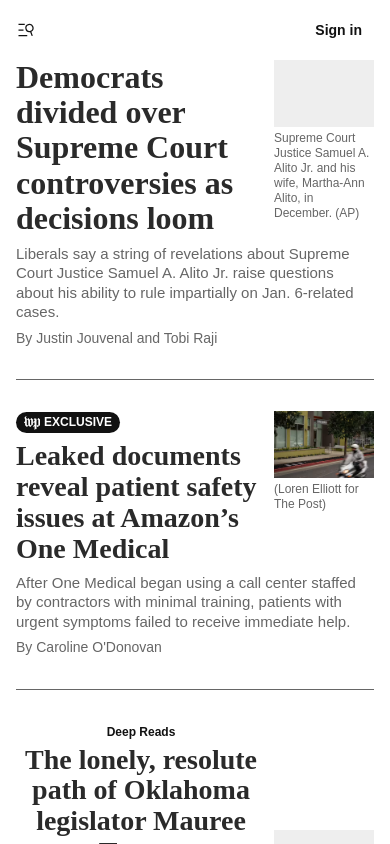 Sign in
Democrats
divided over
Supreme Court
controversies as
decisions loom
Supreme Court
Justice Samuel A.
Alito Jr. and his
wife, Martha-Ann
Alito, in
December. (AP)
Liberals say a string of revelations about Supreme
Court Justice Samuel A. Alito Jr. raise questions
about his ability to rule impartially on Jan. 6-related
cases.
By Justin Jouvenal and Tobi Raji
wp EXCLUSIVE
Leaked documents
reveal patient safety
issues at Amazon’s
One Medical
(Loren Elliott for
The Post)
After One Medical began using a call center staffed
by contractors with minimal training, patients with
urgent symptoms failed to receive immediate help.
By Caroline O'Donovan
Deep Reads
The lonely, resolute
path of Oklahoma
legislator Mauree